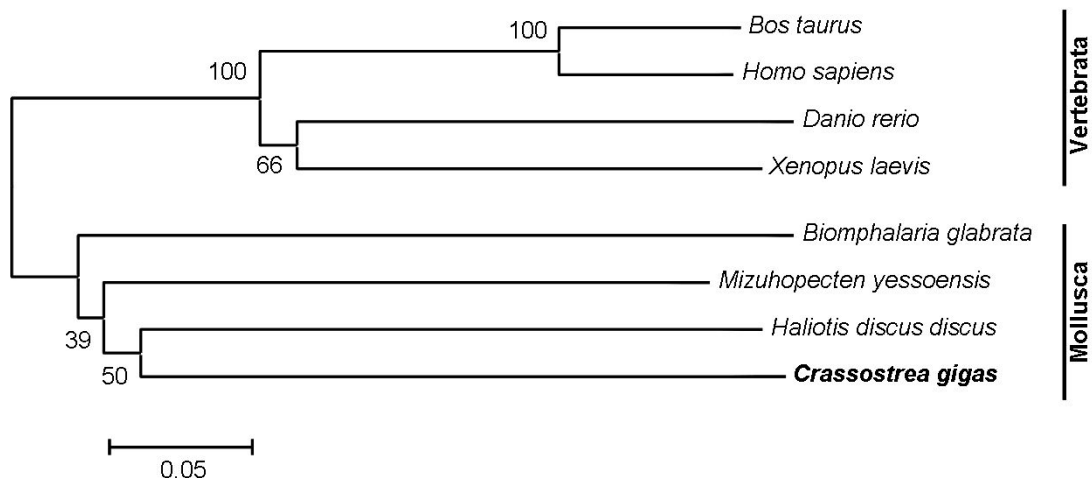 100
Bos taurus
100
Homo sapiens
Danio rerio
66
Xenopus laevis
Vertebrata
Biomphalaria glabrata
Mizuhopecten yessoensis
39
Haliotis discus discus
50
Crassostrea gigas
Mollusca
0.05